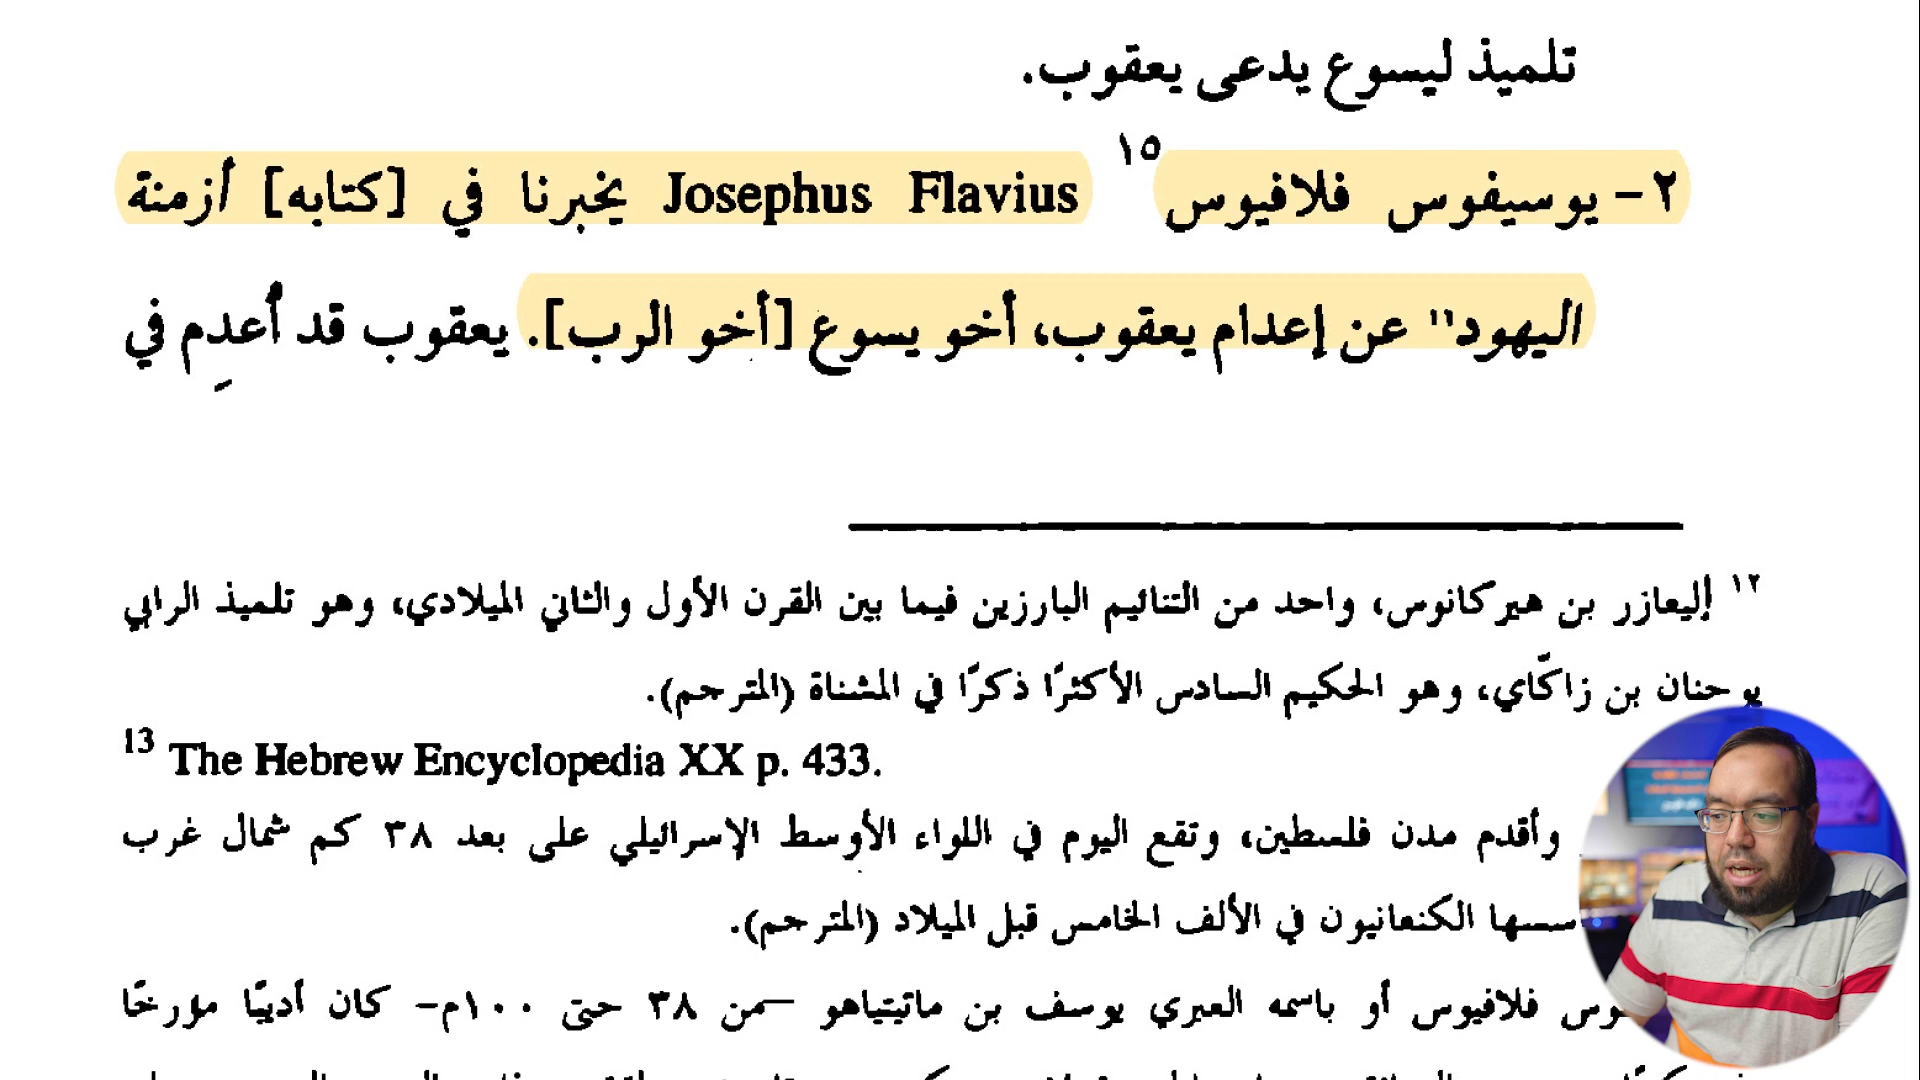 تلميذ ليسوع يدعى يعقوب.
٢- يوسيفوس فلافيوس١٥ Josephus Flavius يخبرنا في [كتابه] أزمنة
اليهود" عن إعدام يعقوب، أخو يسوع [أخو الرب]. يعقوب قد أُعدِم في
١٢ إليعازر بن هيركانوس، واحد من التنائيم البارزين فيما بين القرن الأول والثاني الميلادي، وهو تلميذ الرابي
يوحنان بن زاكّاي، وهو الحكيم السادس الأكثرًا ذكرًا في المشناة (المترجم).
13 The Hebrew Encyclopedia XX p. 433.
وأقدم مدن فلسطين، وتقع اليوم في اللواء الأوسط الإسرائيلي على بعد ٣٨ كم شمال غرب
الكنعانيون في الألف الخامس قبل الميلاد (المترجم).
فلافيوس أو باسمه العبري يوسف بن ماتيتياهو –من ٣٨ حتى ١٠٠م– كان أديبًا مؤرخًا